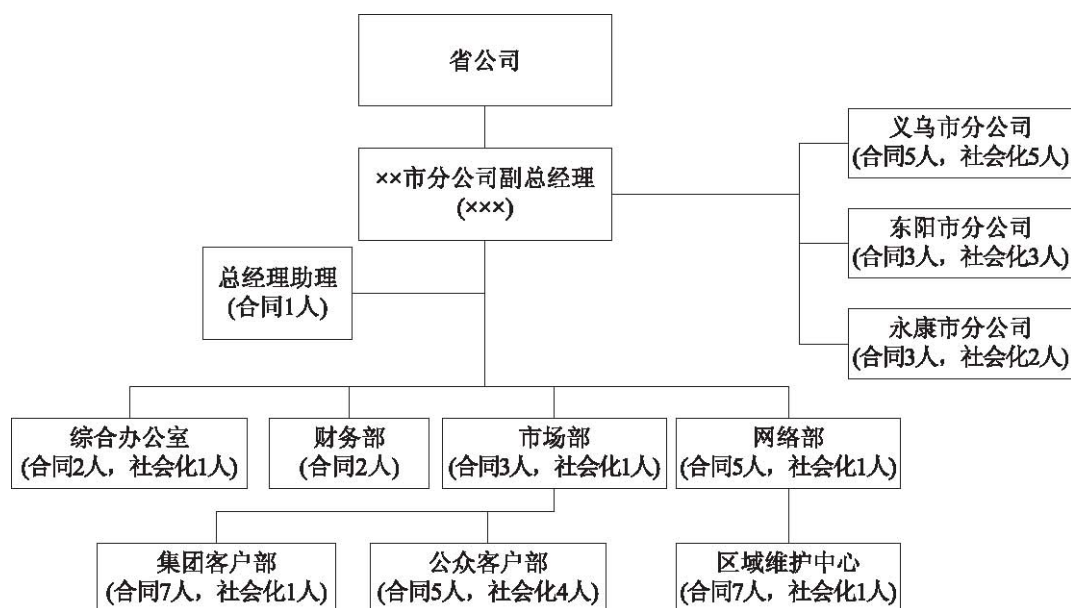 省公司
××市分公司副总经理
(×××)
义乌市分公司
(合同5人，社会化5人)
东阳市分公司
(合同3人，社会化3人)
永康市分公司
(合同3人，社会化2人)
总经理助理
(合同1人)
综合办公室
(合同2人，社会化1人)
财务部
(合同2人)
市场部
(合同3人，社会化1人)
网络部
(合同5人，社会化1人)
集团客户部
(合同7人，社会化1人)
公众客户部
(合同5人，社会化4人)
区域维护中心
(合同7人，社会化1人)